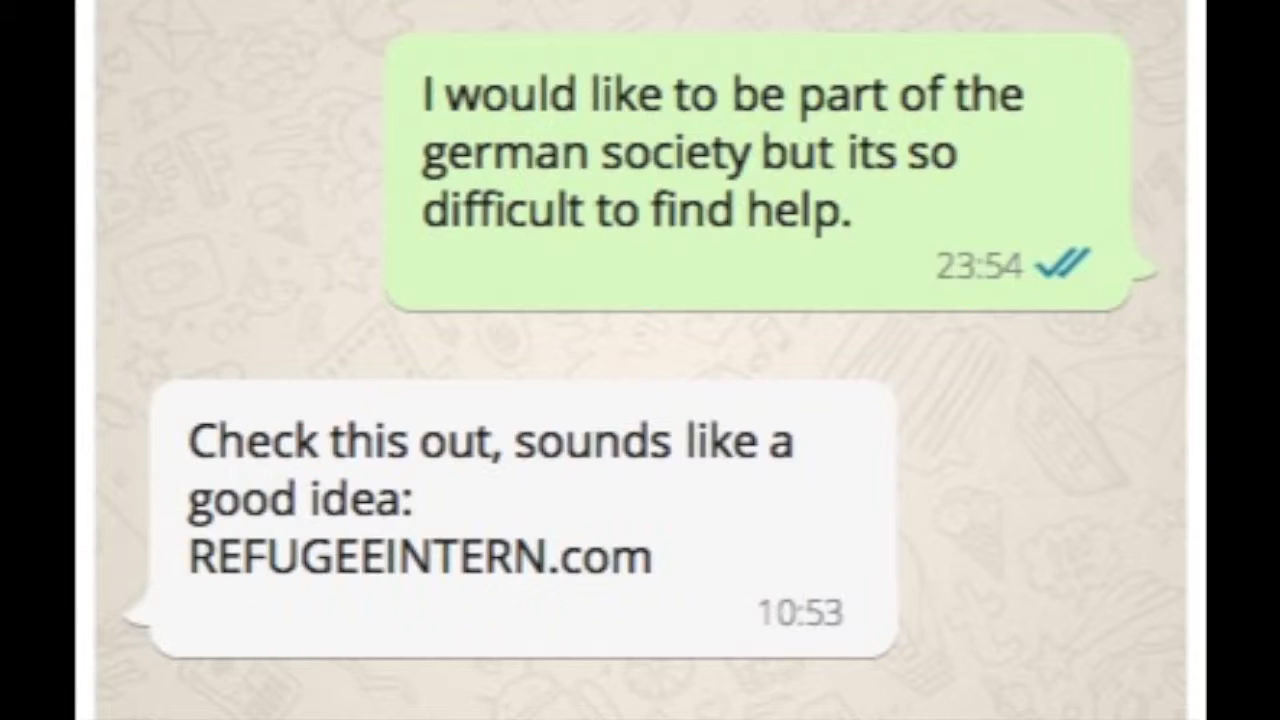 I would like to be part of the
german society but its so
difficult to find help.
23:54
Check this out, sounds like a
good idea:
REFUGEEINTERN.com
10:53